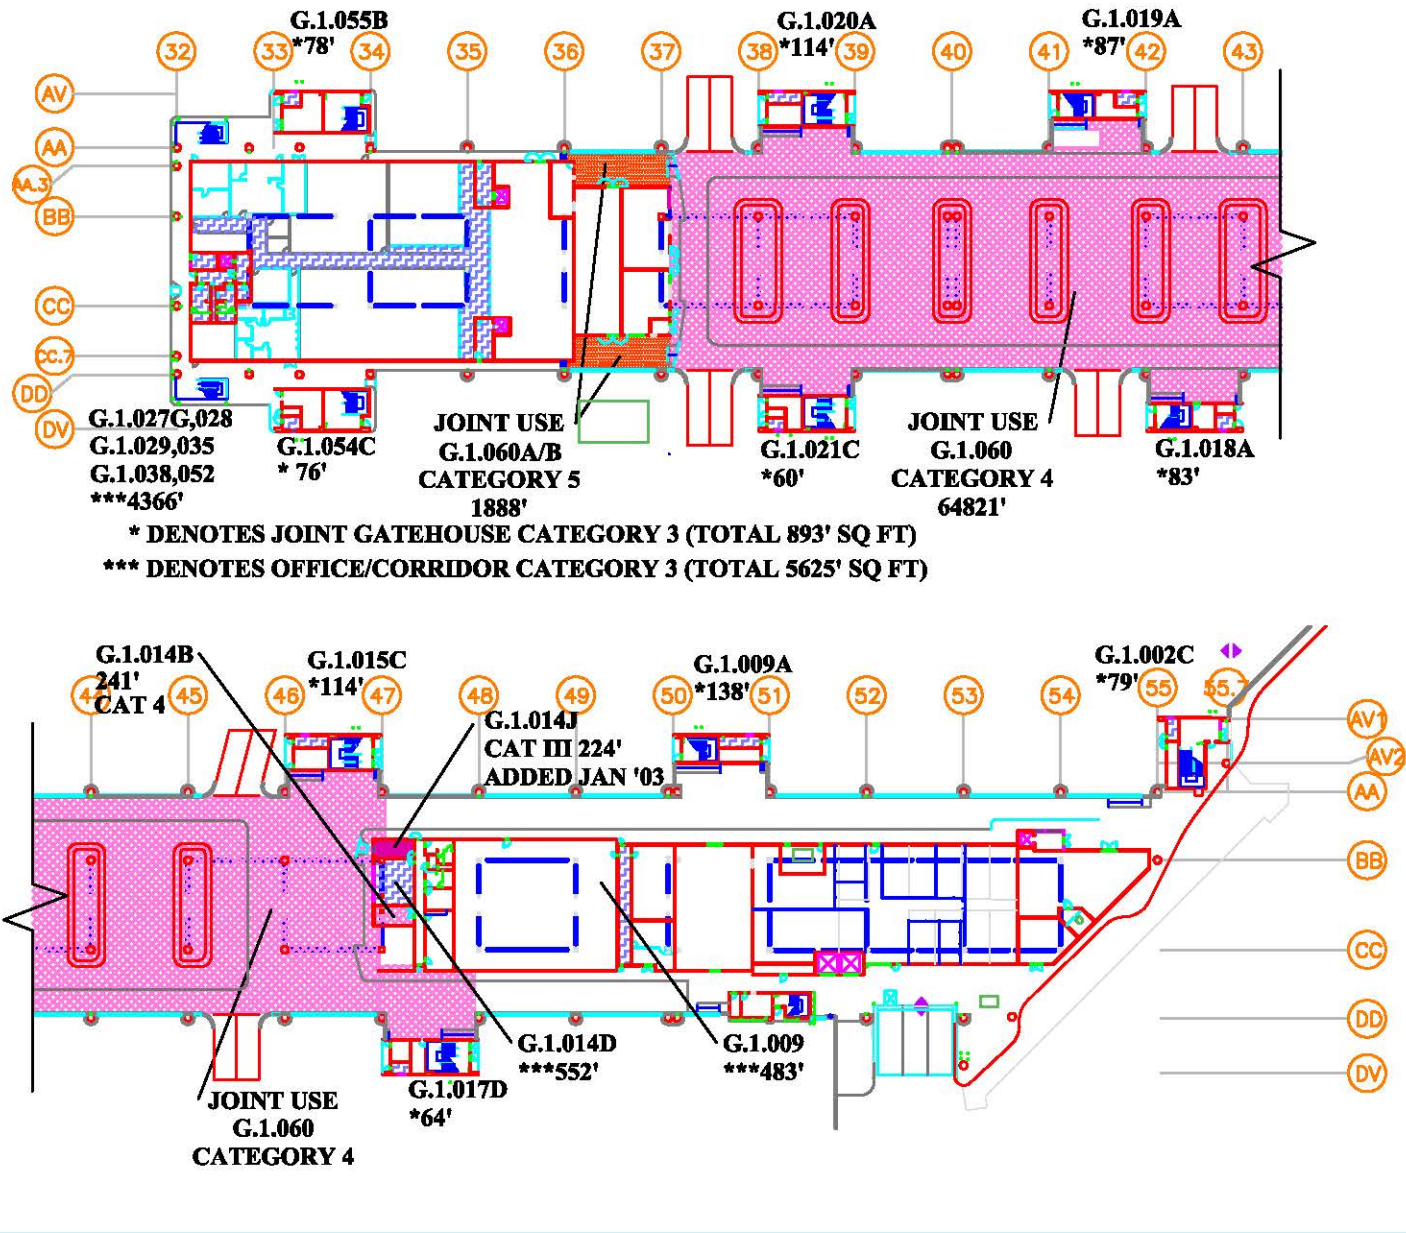 G.1.055B
*78'
G.1.020A
*114'
G.1.019A
*87'
32
33
34
35
36
37
38
39
40
41
42
43
AV
AA
AA.3
BB
CC
CC.7
DD
DV
G.1.027G,028
G.1.029,035
G.1.038,052
***4366'
G.1.054C
* 76'
JOINT USE
G.1.060A/B
CATEGORY 5
1888'
G.1.021C
*60'
JOINT USE
G.1.060
CATEGORY 4
64821'
G.1.018A
*83'
* DENOTES JOINT GATEHOUSE CATEGORY 3 (TOTAL 893' SQ FT)
*** DENOTES OFFICE/CORRIDOR CATEGORY 3 (TOTAL 5625' SQ FT)
G.1.014B
241'
CAT 4
G.1.015C
*114'
G.1.009A
*138'
G.1.002C
*79'
44
45
46
47
48
49
50
51
52
53
54
55
55.7
G.1.014J
CAT III 224'
ADDED JAN '03
AV1
AV2
AA
BB
CC
DD
DV
G.1.014D
***552'
G.1.009
***483'
G.1.017D
*64'
JOINT USE
G.1.060
CATEGORY 4